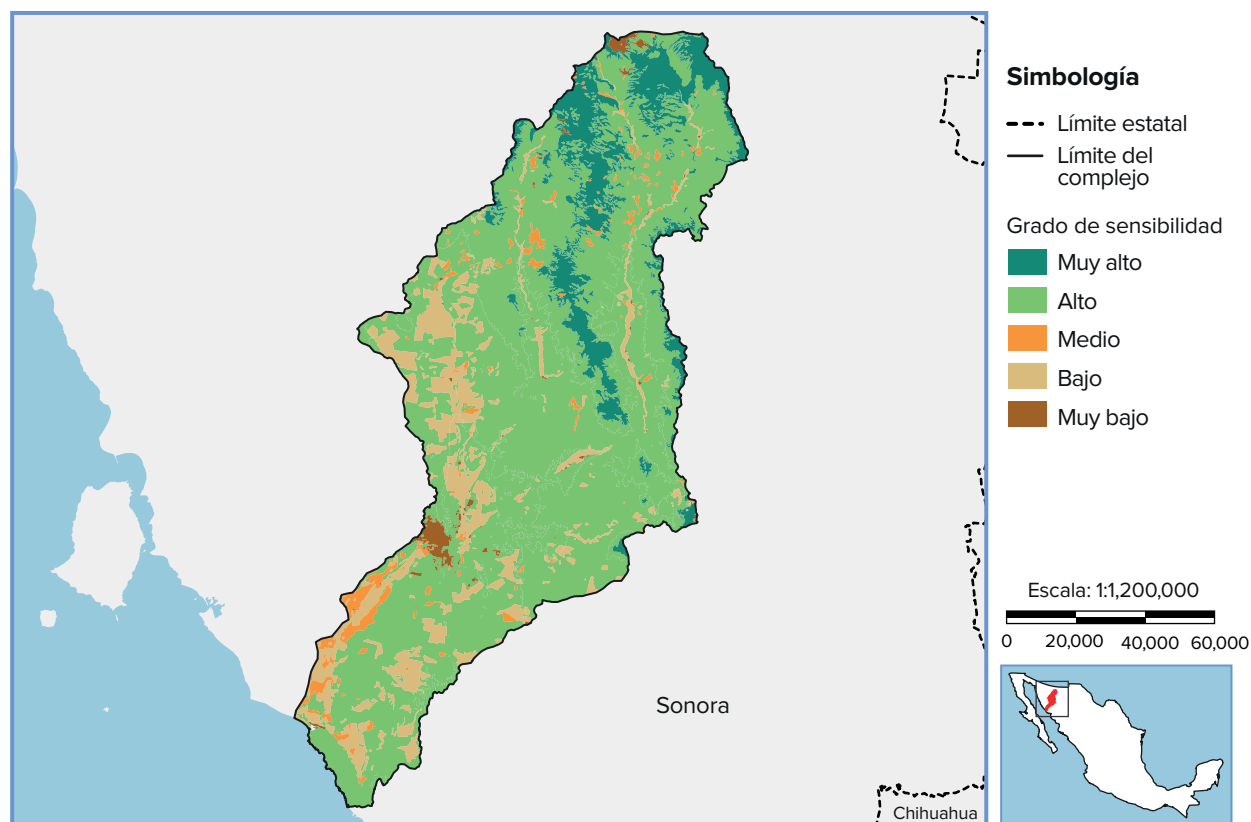 Simbología
Límite estatal
Límite del
complejo
Grado de sensibilidad
Muy alto
Alto
Medio
Bajo
Muy bajo
Escala: 1:1,200,000
0 20,000 40,000 60,000
Sonora
Chihuahua